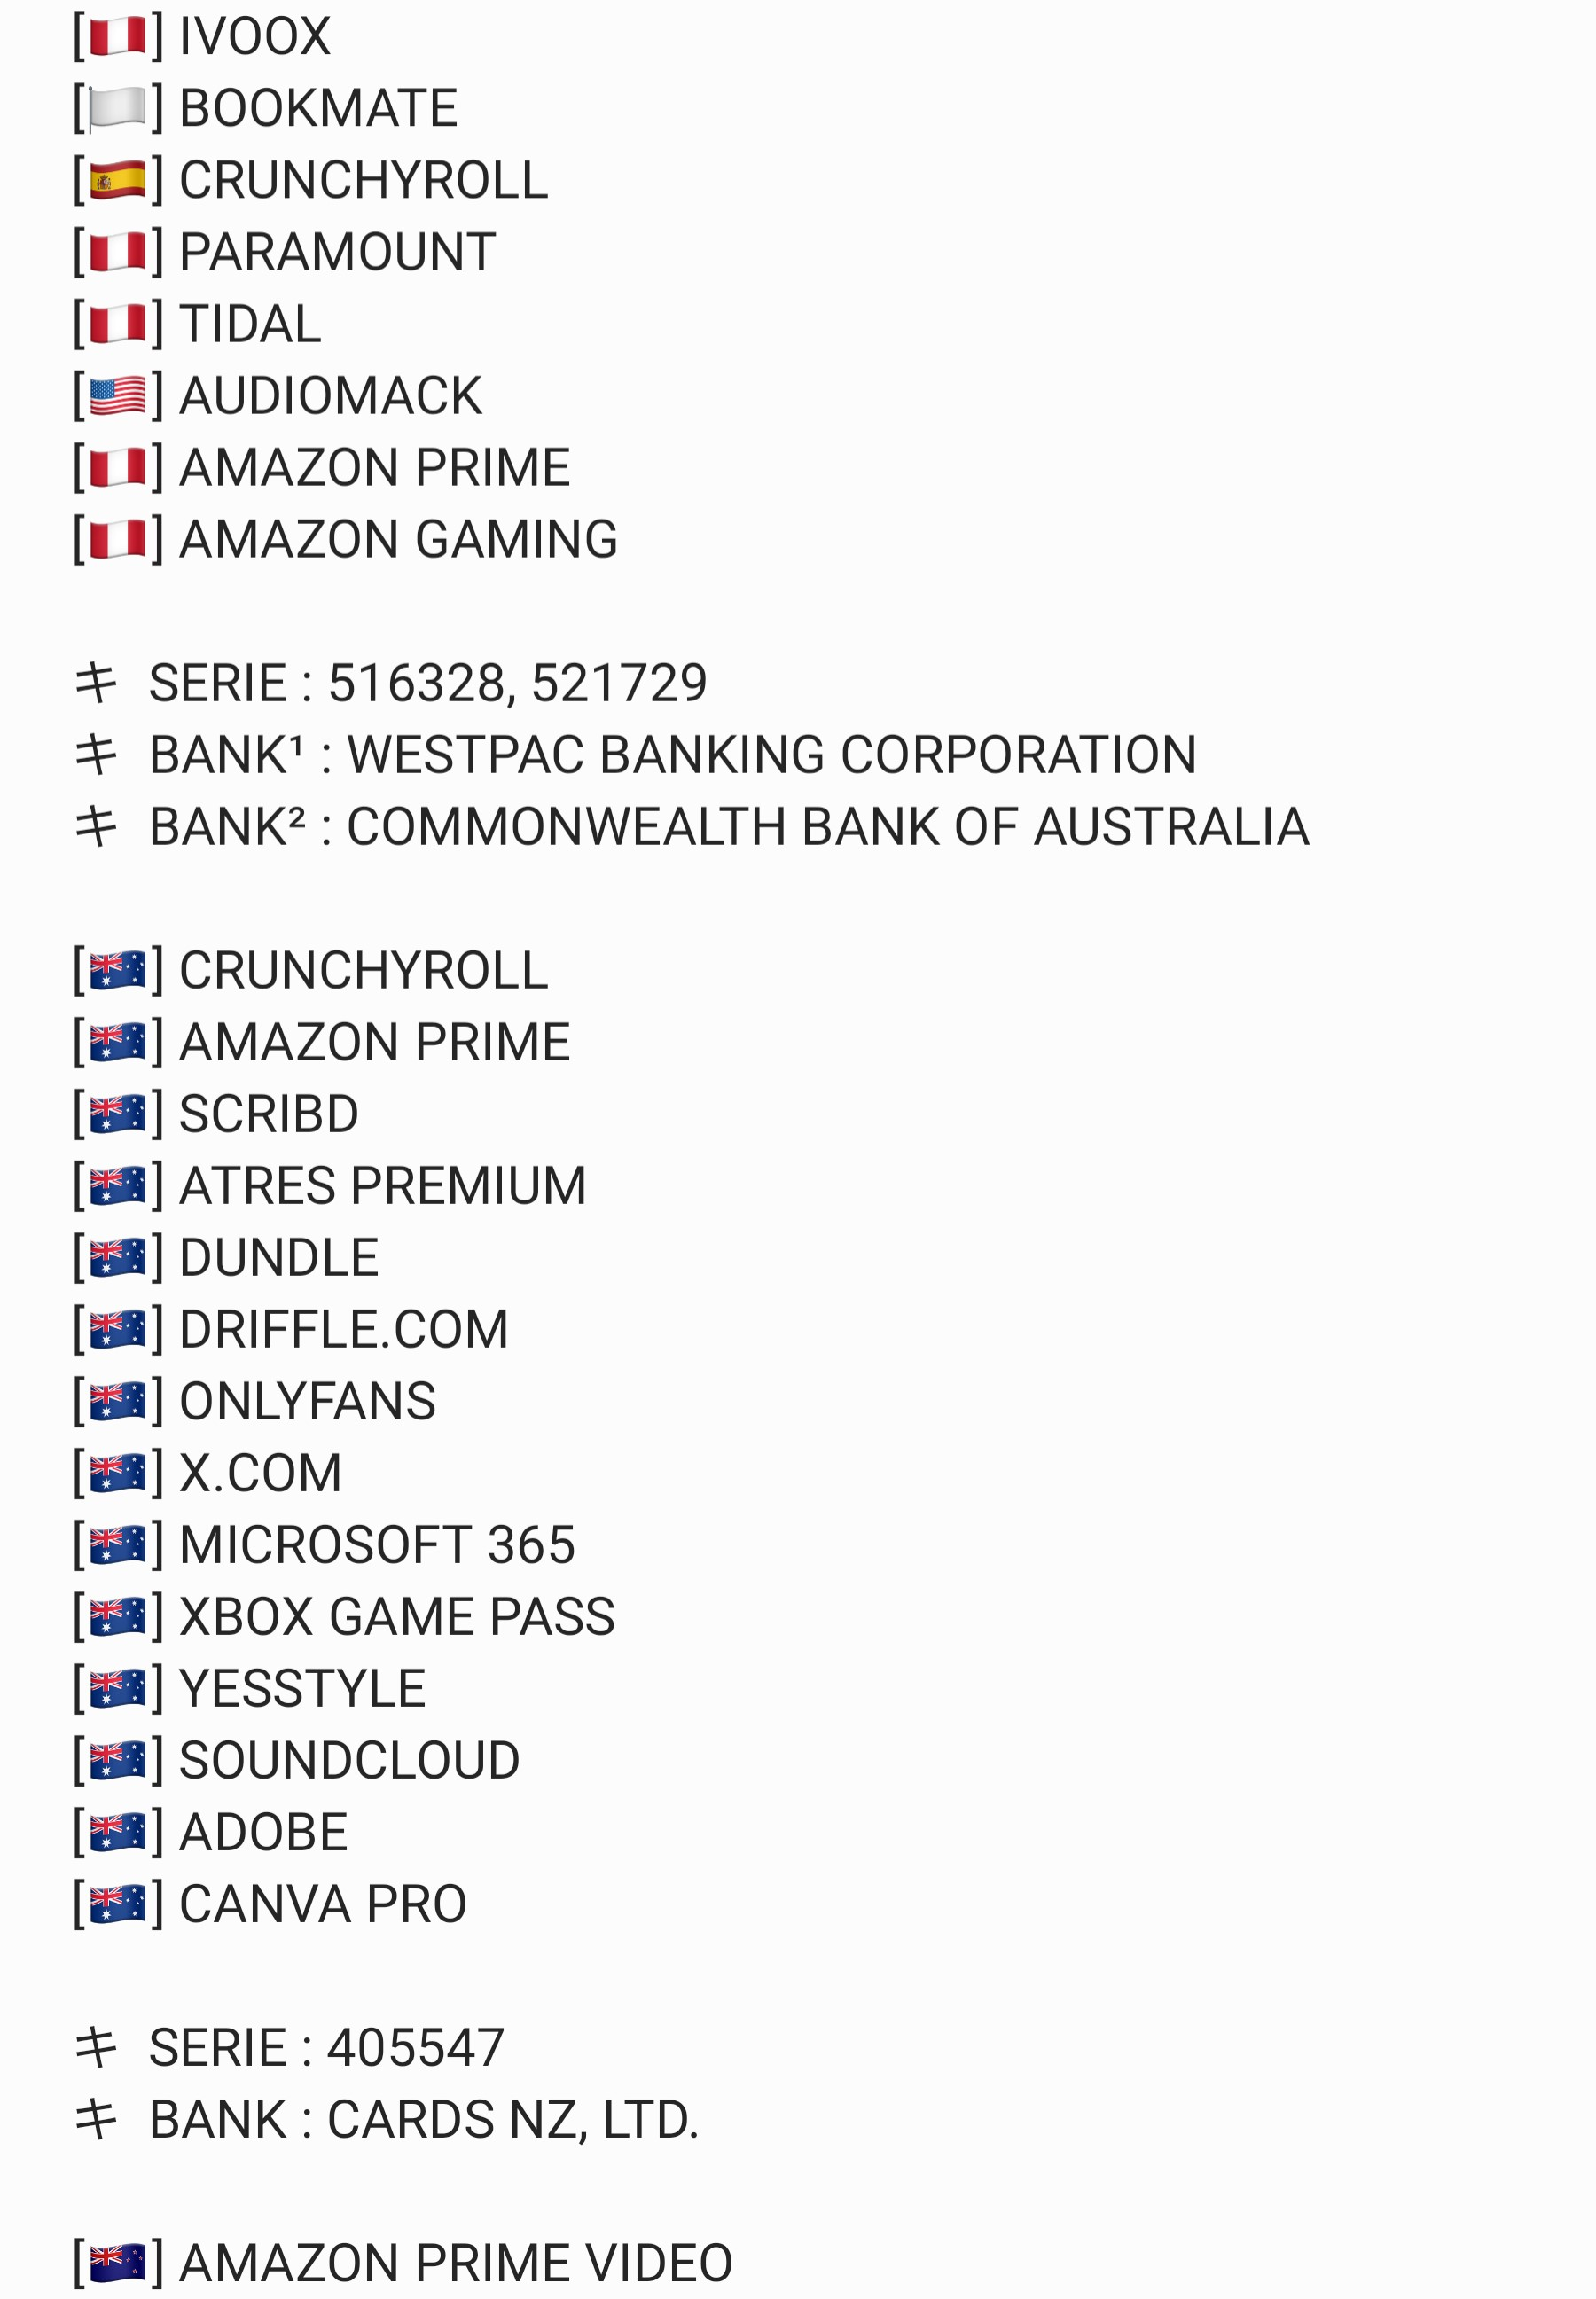 [🇵🇪] IVOOX
[🏳️] BOOKMATE
[🇪🇸] CRUNCHYROLL
[🇵🇪] PARAMOUNT
[🇵🇪] TIDAL
[🇺🇸] AUDIOMACK
[🇵🇪] AMAZON PRIME
[🇵🇪] AMAZON GAMING
キ SERIE : 516328, 521729
キ BANK¹ : WESTPAC BANKING CORPORATION
キ BANK² : COMMONWEALTH BANK OF AUSTRALIA
[🇦🇺] CRUNCHYROLL
[🇦🇺] AMAZON PRIME
[🇦🇺] SCRIBD
[🇦🇺] ATRES PREMIUM
[🇦🇺] DUNDLE
[🇦🇺] DRIFFLE.COM
[🇦🇺] ONLYFANS
[🇦🇺] X.COM
[🇦🇺] MICROSOFT 365
[🇦🇺] XBOX GAME PASS
[🇦🇺] YESSTYLE
[🇦🇺] SOUNDCLOUD
[🇦🇺] ADOBE
[🇦🇺] CANVA PRO
キ SERIE : 405547
キ BANK : CARDS NZ, LTD.
[🇳🇿] AMAZON PRIME VIDEO